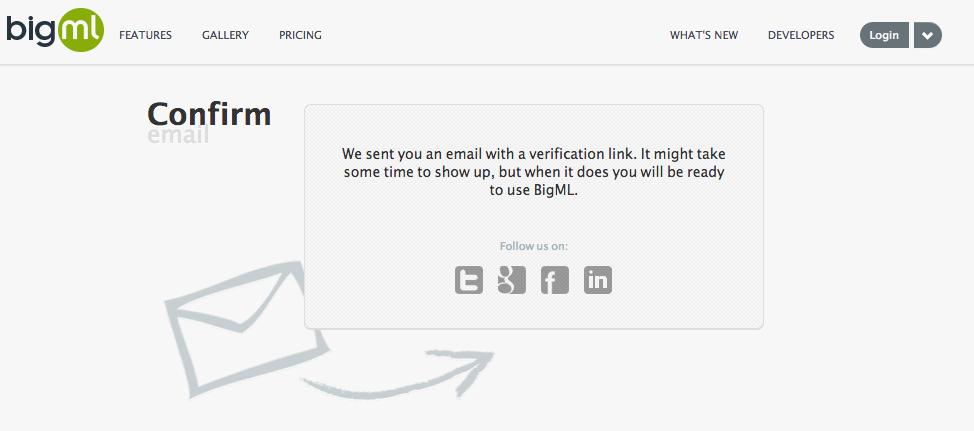 bigml FEATURES GALLERY PRICING WHAT'S NEW DEVELOPERS Login
Confirm
email
We sent you an email with a verification link. It might take
some time to show up, but when it does you will be ready
to use BigML.
Follow us on:
t g f in